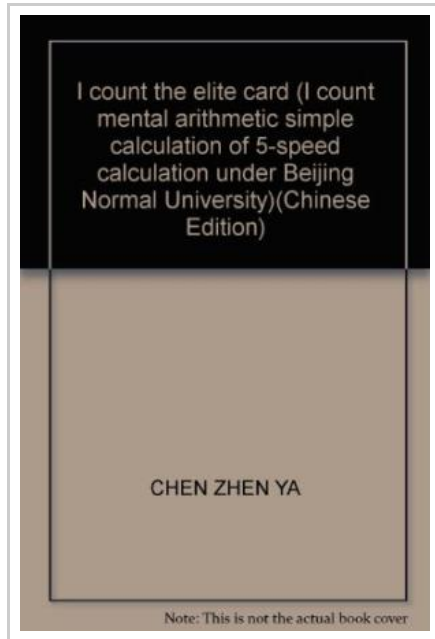 I count the elite card (I count
mental arithmetic simple
calculation of 5-speed
calculation under Beijing
Normal University)(Chinese
Edition)
CHEN ZHEN YA
Note: This is not the actual book cover